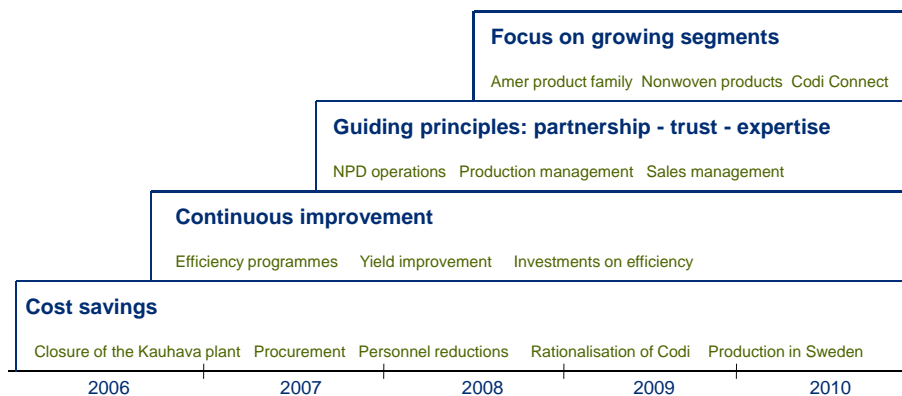 Focus on growing segments
Amer product family Nonwoven products Codi Connect
Guiding principles: partnership - trust - expertise
NPD operations Production management Sales management
Continuous improvement
Efficiency programmes Yield improvement Investments on efficiency
Cost savings
Closure of the Kauhava plant Procurement Personnel reductions Rationalisation of Codi Production in Sweden
2006 2007 2008 2009 2010